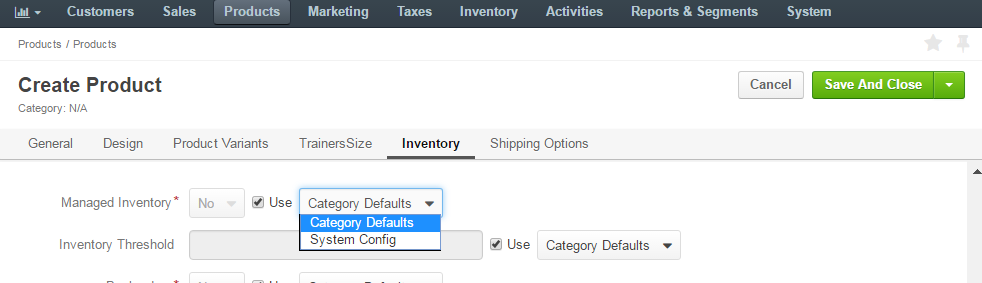 Customers Sales Products Marketing Taxes Inventory Activities Reports & Segments System
Products / Products
Create Product
Cancel Save And Close
Category: N/A
General Design Product Variants TrainersSize Inventory Shipping Options
Managed Inventory* No Use Category Defaults
Category Defaults
System Config
Inventory Threshold Use Category Defaults